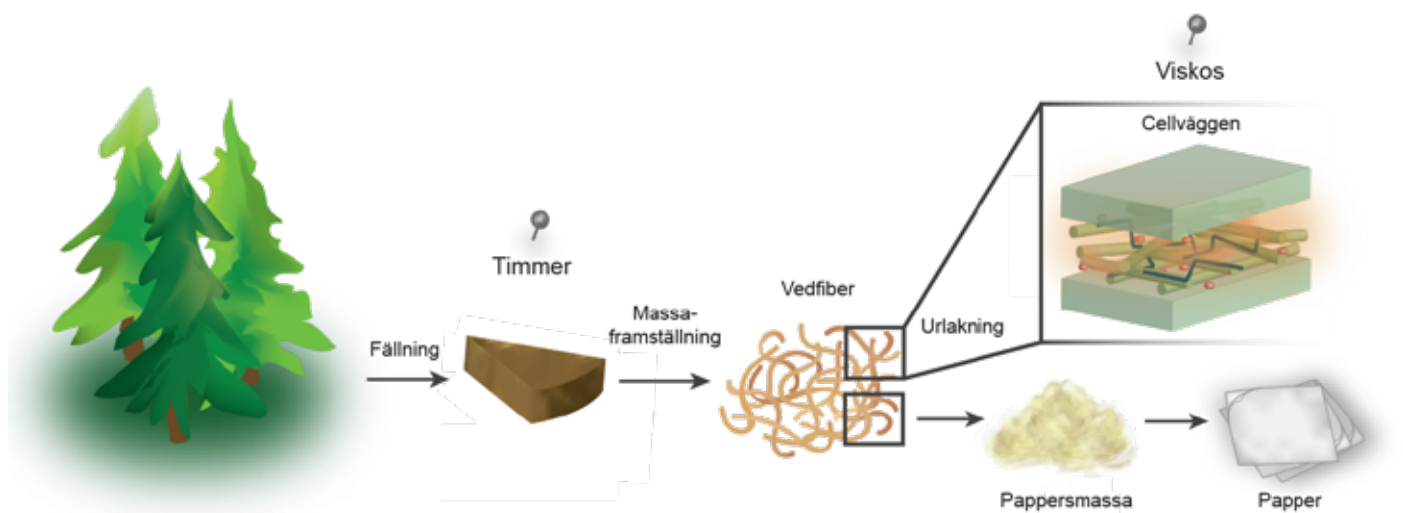 Viskos
Cellväggen
Timmer
Vedfiber
Massa-
framställning
Urlakning
Fällning
Pappersmassa
Papper